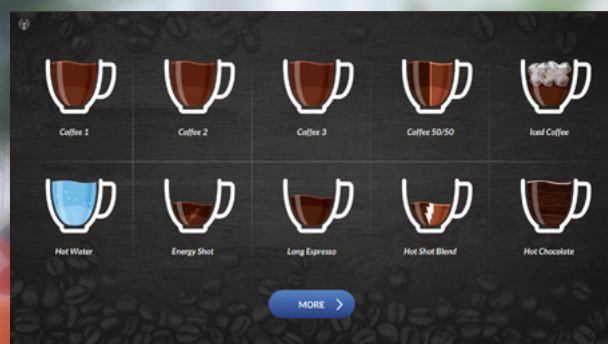 Coffee 1
Coffee 2
Coffee 3
Coffee 50/50
Iced Coffee
Hot Water
Energy Shot
Long Espresso
Hot Shot Blend
Hot Chocolate
MORE